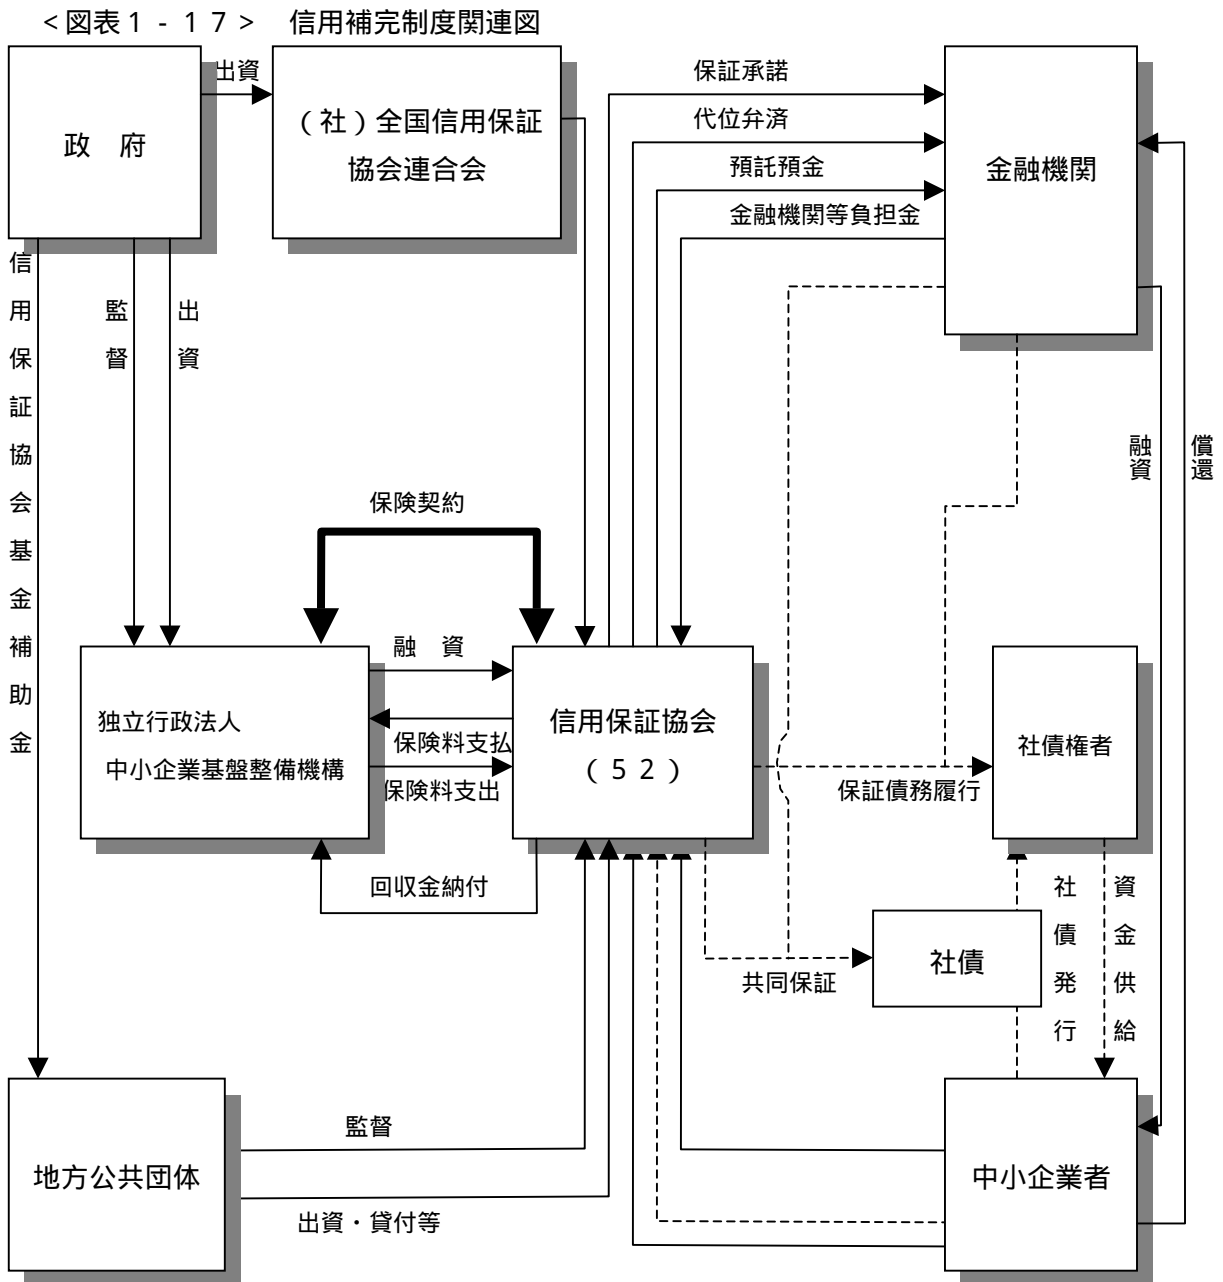 <図表1-17>　信用補完制度関連図
政　府
出資
（社）全国信用保証
協会連合会
保証承諾
代位弁済
預託預金
金融機関等負担金
金融機関
信用保証協会基金補助金
監督
出資
融資
償還
保険契約
独立行政法人
中小企業基盤整備機構
融　資
保険料支払
保険料支出
回収金納付
信用保証協会
（５２）
保証債務履行
社債権者
共同保証
社債
社債発行
資金供給
地方公共団体
監督
出資・貸付等
中小企業者